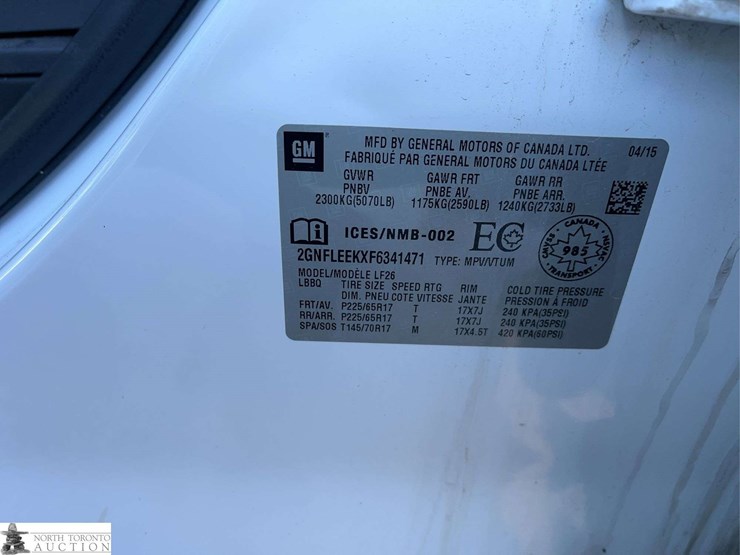 GM
MFD BY GENERAL MOTORS OF CANADA LTD. 04/15
FABRIQUÉ PAR GENERAL MOTORS DU CANADA LTÉE
GVWR GAWR FRT GAWR RR
PNBV PNBE AV. PNBE ARR.
2300KG(5070LB) 1175KG(2590LB) 1240KG(2733LB)
ICES/NMB-002 EC
CANADA
985
TRANSPORT
2GNFLEEKXF6341471 TYPE: MPV/VTUM
MODEL/MODÈLE LF26
LBBQ TIRE SIZE SPEED RTG RIM COLD TIRE PRESSURE
DIM. PNEU COTE VITESSE JANTE PRESSION À FROID
FRT/AV. P225/65R17 T 17X7J 240 KPA(35PSI)
RR/ARR. P225/65R17 T 17X7J 240 KPA(35PSI)
SPA/SOS T145/70R17 M 17X4.5T 420 KPA(60PSI)
NORTH TORONTO
AUCTION